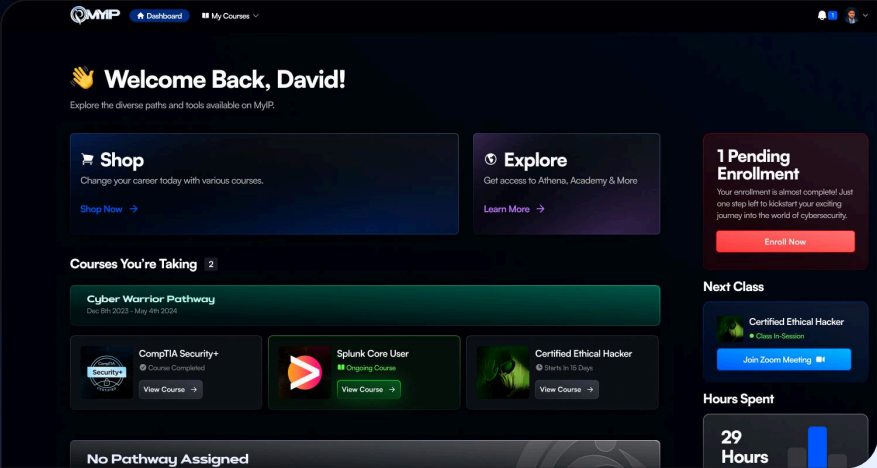 MYIP
Dashboard
My Courses
1
👋 Welcome Back, David!
Explore the diverse paths and tools available on MyIP.
Shop
Change your career today with various courses.
Shop Now →
Explore
Get access to Athena, Academy & More
Learn More →
1 Pending
Enrollment
Your enrollment is almost complete! Just
one step left to kickstart your exciting
journey into the world of cybersecurity.
Enroll Now
Courses You're Taking 2
Cyber Warrior Pathway
Dec 8th 2023 - May 4th 2024
CompTIA
Security+
CompTIA Security+
Course Completed
View Course →
Splunk Core User
Ongoing Course
View Course →
Certified Ethical Hacker
Starts In 15 Days
View Course →
Next Class
Certified Ethical Hacker
Class In-Session
Join Zoom Meeting
Hours Spent
29
Hours
No Pathway Assigned